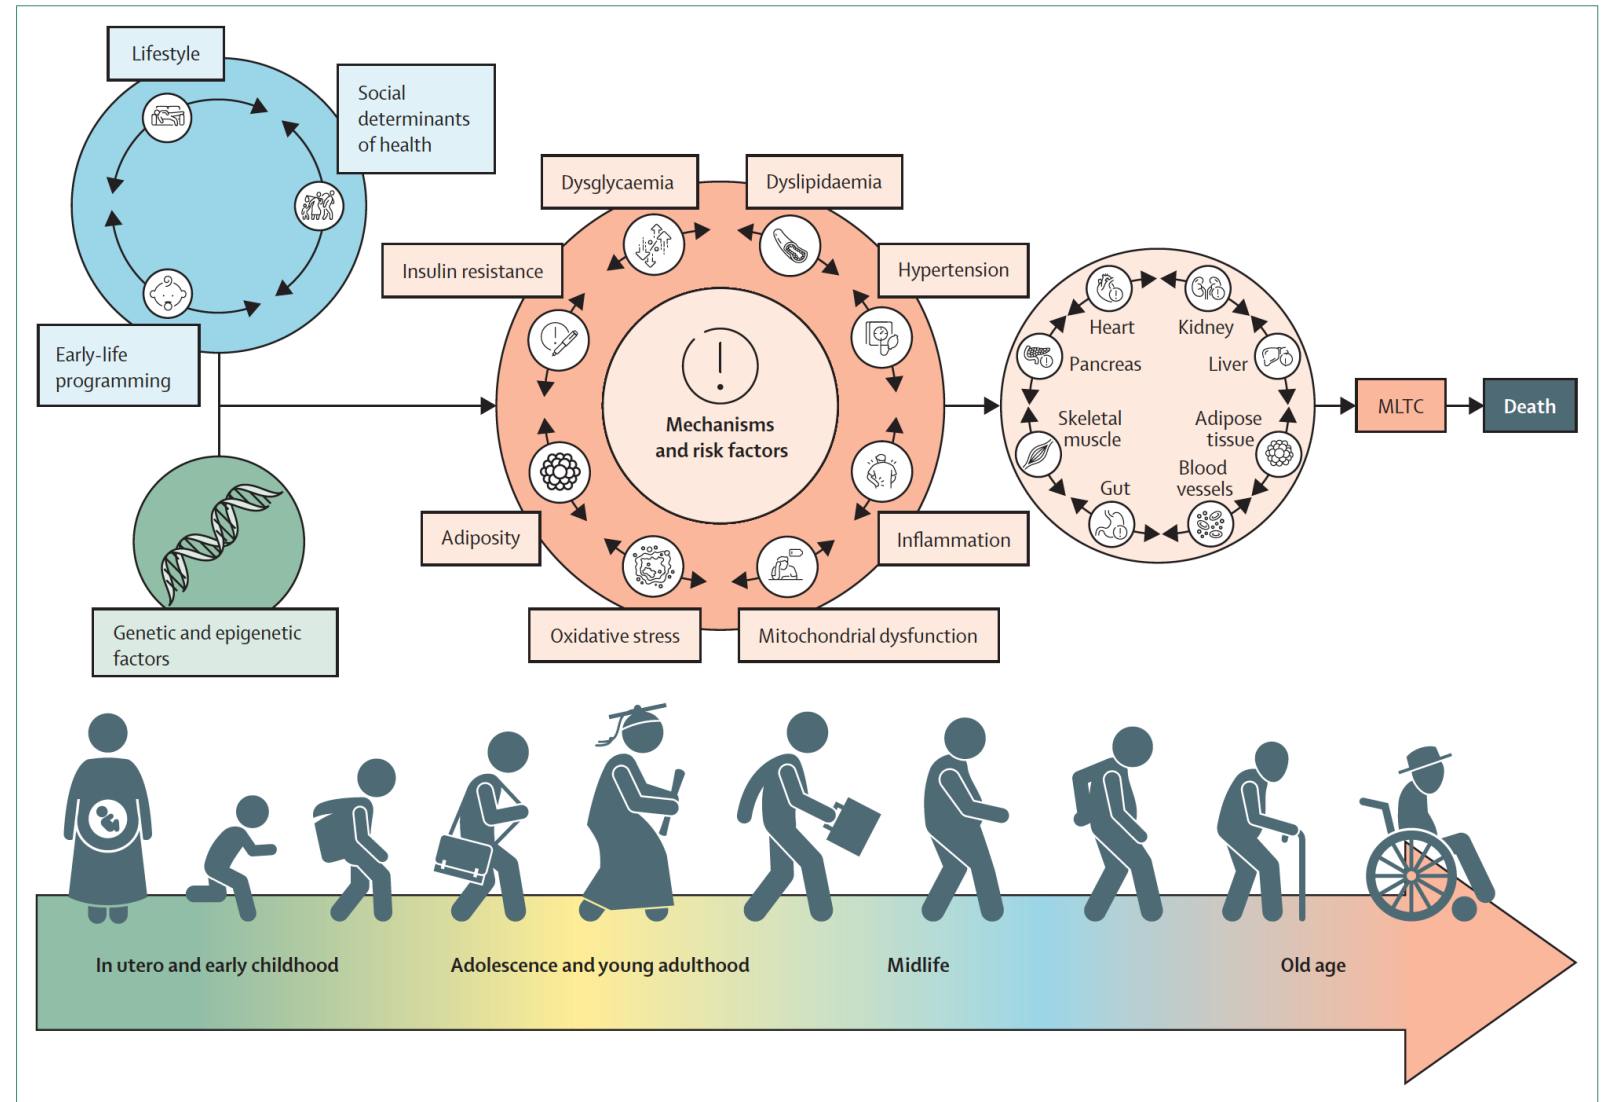 Lifestyle
Social
determinants
of health
Early-life
programming
Genetic and epigenetic
factors
Dysglycaemia
Dyslipidaemia
Insulin resistance
Hypertension
Mechanisms
and risk factors
Adiposity
Inflammation
Oxidative stress
Mitochondrial dysfunction
Heart
Kidney
Pancreas
Liver
Skeletal
muscle
Adipose
tissue
Gut
Blood
vessels
MLTC
Death
In utero and early childhood
Adolescence and young adulthood
Midlife
Old age